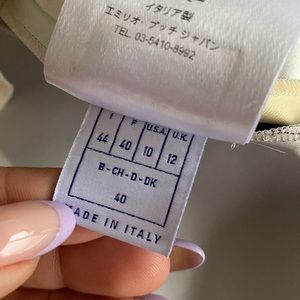 イタリア製
エミリオ・プッチ ジャパン
TEL. 03-5410-8992
I F U.S.A. U.K.
44 40 10 12
B-CH-D-DK
40
MADE IN ITALY